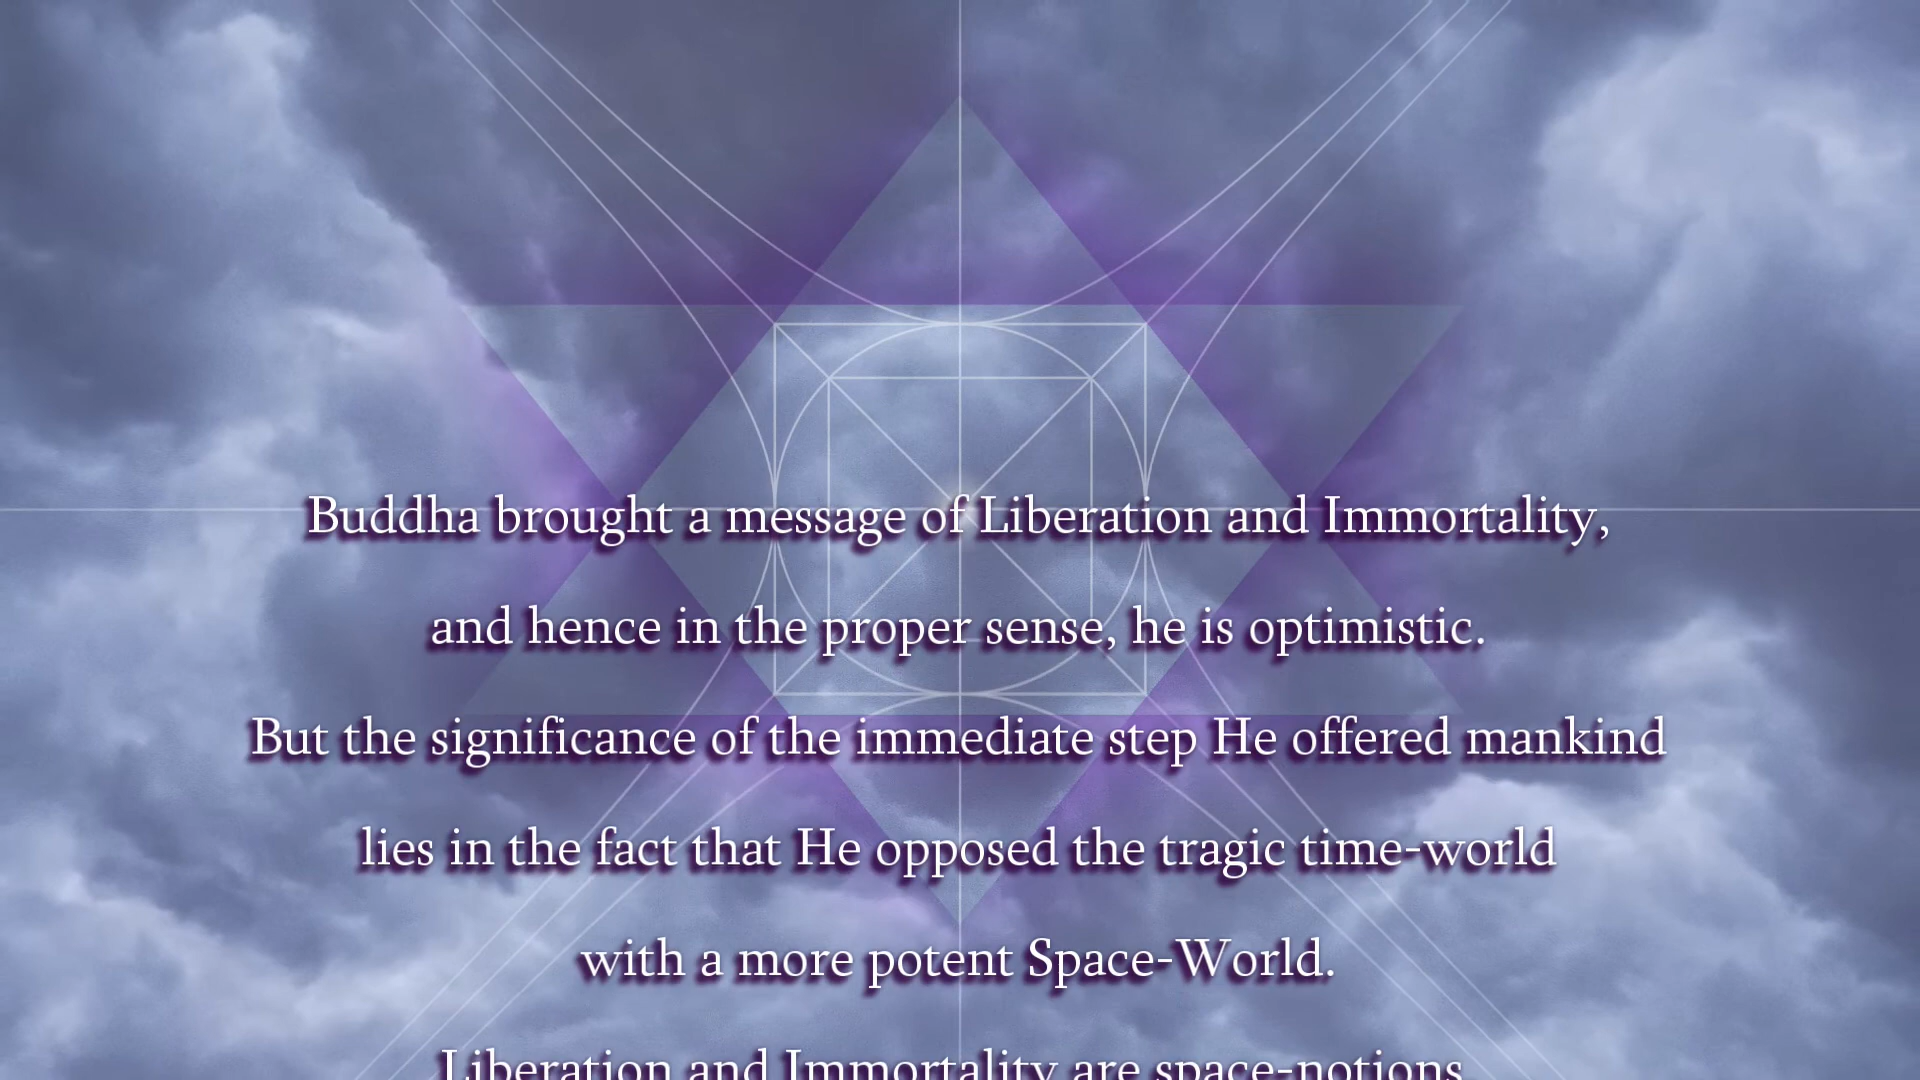 Buddha brought a message of Liberation and Immortality,
and hence in the proper sense, he is optimistic.
But the significance of the immediate step He offered mankind
lies in the fact that He opposed the tragic time-world
with a more potent Space-World.
Liberation and Immortality are space-notions